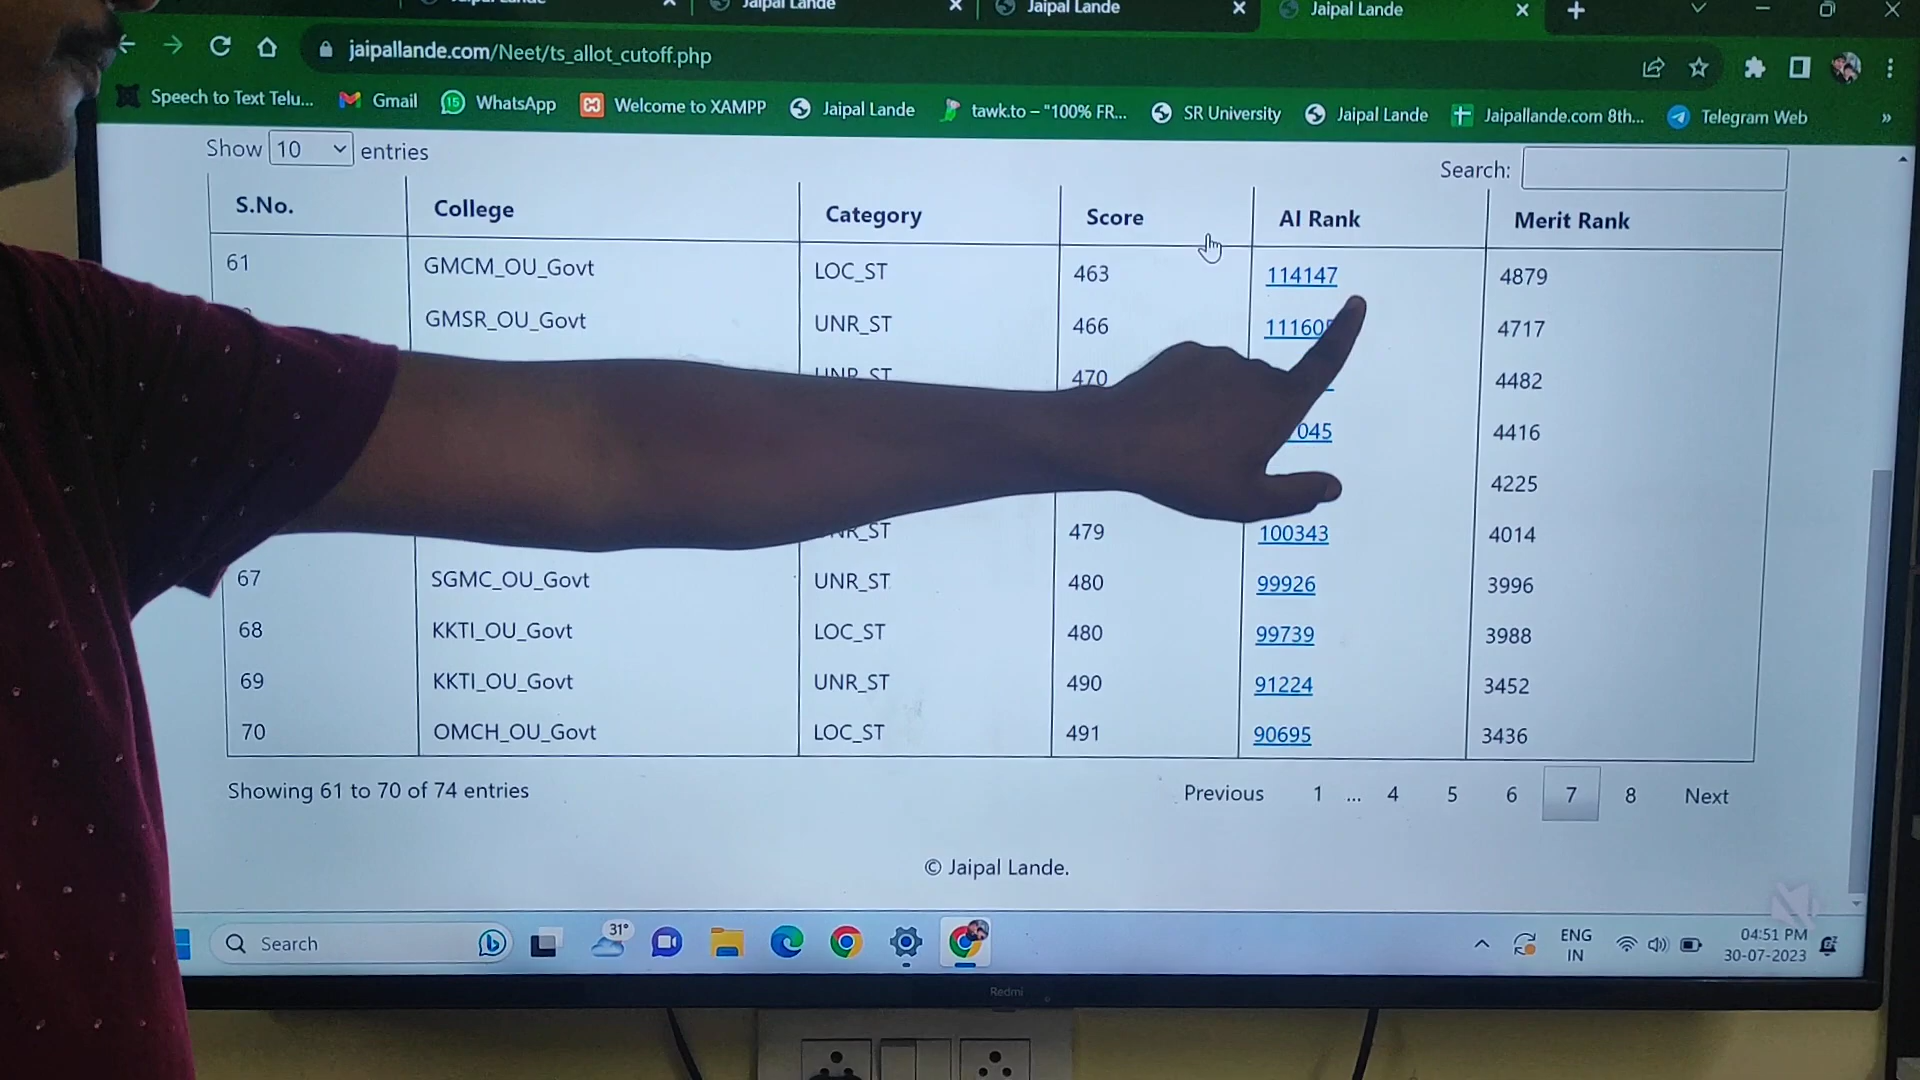 Jaipal Lande
Jaipal Lande
Jaipal Lande
jaipallande.com/Neet/ts_allot_cutoff.php
Speech to Text Telu... Gmail 15 WhatsApp Welcome to XAMPP Jaipal Lande tawk.to – "100% FR... SR University Jaipal Lande Jaipallande.com 8th... Telegram Web »
Show 10 entries
Search:
S.No. College Category Score AI Rank Merit Rank
61 GMCM_OU_Govt LOC_ST 463 114147 4879
GMSR_OU_Govt UNR_ST 466 4717
UNR_ST 470 4482
4416
4225
UNR_ST 479 100343 4014
67 SGMC_OU_Govt UNR_ST 480 99926 3996
68 KKTI_OU_Govt LOC_ST 480 99739 3988
69 KKTI_OU_Govt UNR_ST 490 91224 3452
70 OMCH_OU_Govt LOC_ST 491 90695 3436
Showing 61 to 70 of 74 entries
Previous 1 ... 4 5 6 7 8 Next
© Jaipal Lande.
Search 31° ENG IN 04:51 PM 30-07-2023
Redmi